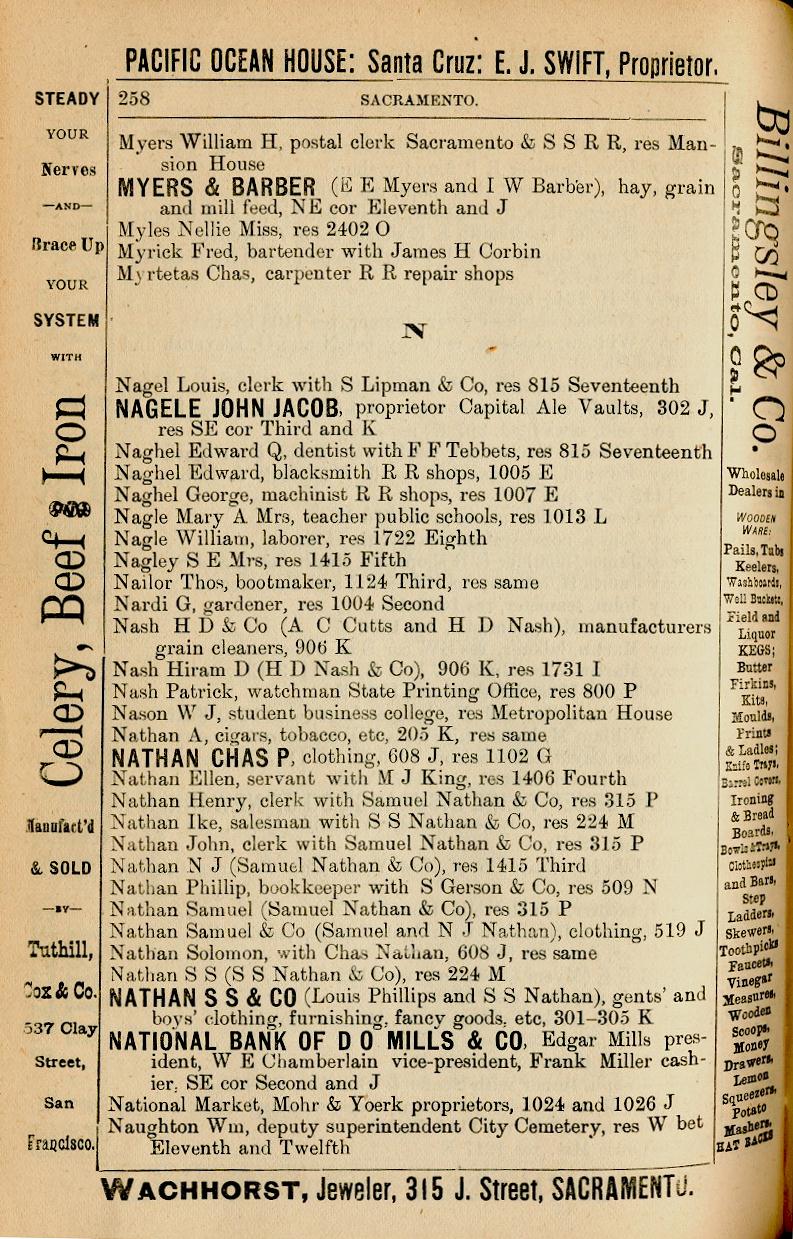 PACIFIC OCEAN HOUSE: Santa Cruz: E. J. SWIFT, Proprietor.
258 SACRAMENTO.
Myers William H, postal clerk Sacramento & S S R R, res Man-
sion House
MYERS & BARBER (E E Myers and I W Barber), hay, grain
and mill feed, NE cor Eleventh and J
Myles Nellie Miss, res 2402 O
Myrick Fred, bartender with James H Corbin
Myrtetas Chas, carpenter R R repair shops
N
Nagel Louis, clerk with S Lipman & Co, res 815 Seventeenth
NAGELE JOHN JACOB, proprietor Capital Ale Vaults, 302 J,
res SE cor Third and K
Naghel Edward Q, dentist with F F Tebbets, res 815 Seventeenth
Naghel Edward, blacksmith R R shops, 1005 E
Naghel George, machinist R R shops, res 1007 E
Nagle Mary A Mrs, teacher public schools, res 1013 L
Nagle William, laborer, res 1722 Eighth
Nagley S E Mrs, res 1415 Fifth
Nailor Thos, bootmaker, 1124 Third, res same
Nardi G, gardener, res 1004 Second
Nash H D & Co (A C Cutts and H D Nash), manufacturers
grain cleaners, 906 K
Nash Hiram D (H D Nash & Co), 906 K, res 1731 I
Nash Patrick, watchman State Printing Office, res 800 P
Nason W J, student business college, res Metropolitan House
Nathan A, cigars, tobacco, etc, 205 K, res same
NATHAN CHAS P, clothing, 608 J, res 1102 G
Nathan Ellen, servant with M J King, res 1406 Fourth
Nathan Henry, clerk with Samuel Nathan & Co, res 315 P
Nathan Ike, salesman with S S Nathan & Co, res 224 M
Nathan John, clerk with Samuel Nathan & Co, res 315 P
Nathan N J (Samuel Nathan & Co), res 1415 Third
Nathan Phillip, bookkeeper with S Gerson & Co, res 509 N
Nathan Samuel (Samuel Nathan & Co), res 315 P
Nathan Samuel & Co (Samuel and N J Nathan), clothing, 519 J
Nathan Solomon, with Chas Nathan, 608 J, res same
Nathan S S (S S Nathan & Co), res 224 M
NATHAN S S & CO (Louis Phillips and S S Nathan), gents' and
boys' clothing, furnishing, fancy goods, etc, 301–305 K
NATIONAL BANK OF D O MILLS & CO, Edgar Mills pres-
ident, W E Chamberlain vice-president, Frank Miller cash-
ier, SE cor Second and J
National Market, Mohr & Yoerk proprietors, 1024 and 1026 J
Naughton Wm, deputy superintendent City Cemetery, res W bet
Eleventh and Twelfth
STEADY
YOUR
Nerves
—AND—
Brace Up
YOUR
SYSTEM
WITH
Celery, Beef and Iron
Manufact'd
& SOLD
—BY—
Tuthill,
Cox & Co.
537 Clay
Street,
San
Francisco.
Billingsley & Co.
Sacramento, Cal.
Wholesale
Dealers in
WOODEN
WARE:
Pails, Tubs
Keelers,
Washboards,
Well Buckets,
Field and
Liquor
KEGS;
Butter
Firkins,
Kits,
Moulds,
Prints
& Ladles;
Knife Trays,
Barrel Covers,
Ironing
& Bread
Boards,
Bowls & Trays,
Clothespins
and Bars,
Step
Ladders,
Skewers,
Toothpicks
Faucets,
Vinegar
Measures,
Wooden
Scoops,
Money
Drawers,
Lemon
Squeezers,
Potato
Mashers,
HAT RACKS
WACHHORST, Jeweler, 315 J. Street, SACRAMENTO.